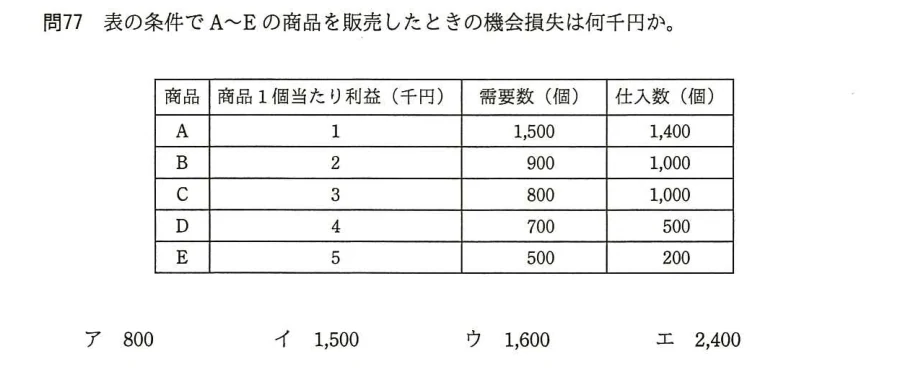 問77 表の条件でA～Eの商品を販売したときの機会損失は何千円か。
商品 商品1個当たり利益（千円） 需要数（個） 仕入数（個）
A 1 1,500 1,400
B 2 900 1,000
C 3 800 1,000
D 4 700 500
E 5 500 200
ア 800 イ 1,500 ウ 1,600 エ 2,400